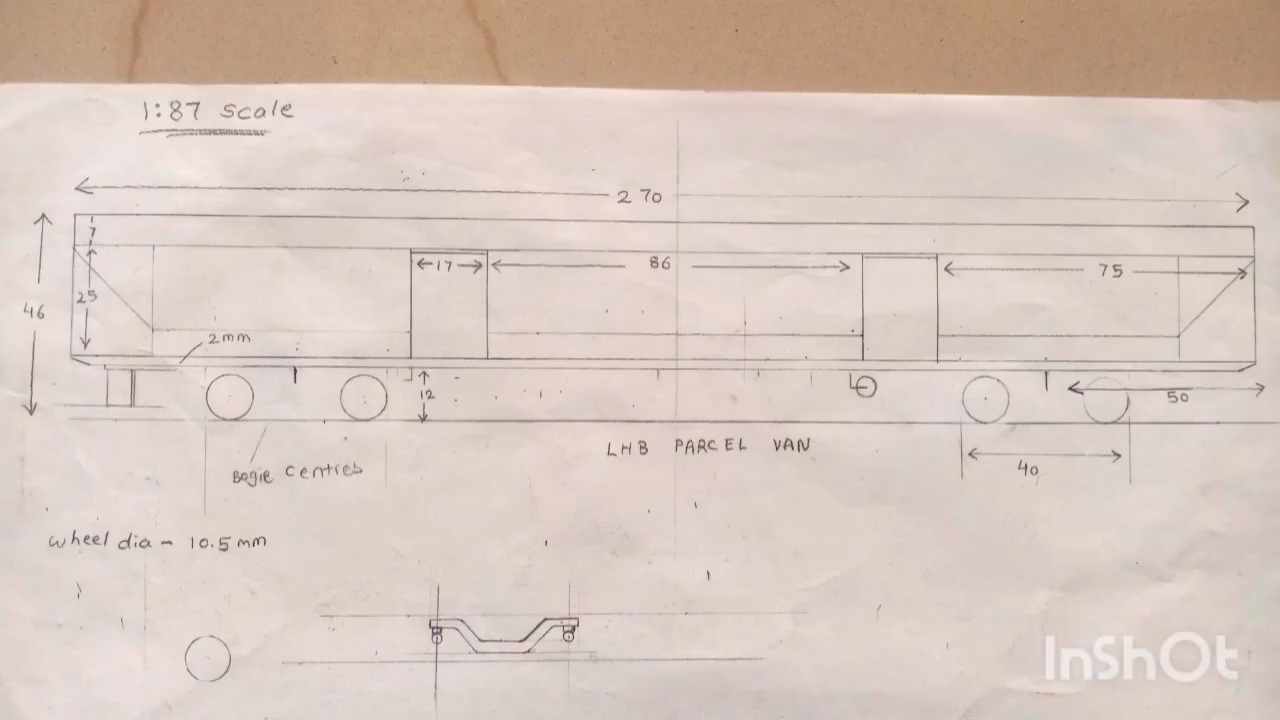 1:87 scale
270
7
17
86
75
46
25
2mm
12
50
LHB PARCEL VAN
40
Bogie centres
wheel dia - 10.5mm
InShOt